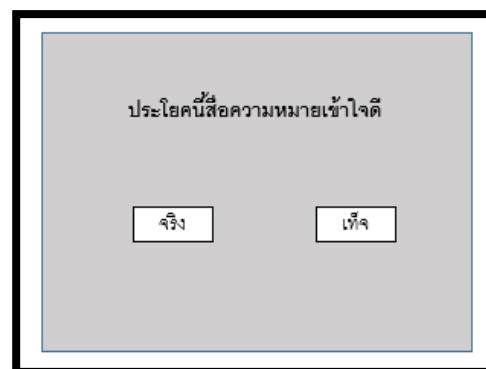 ประโยคนี้สื่อความหมายเข้าใจดี
จริง
เท็จ